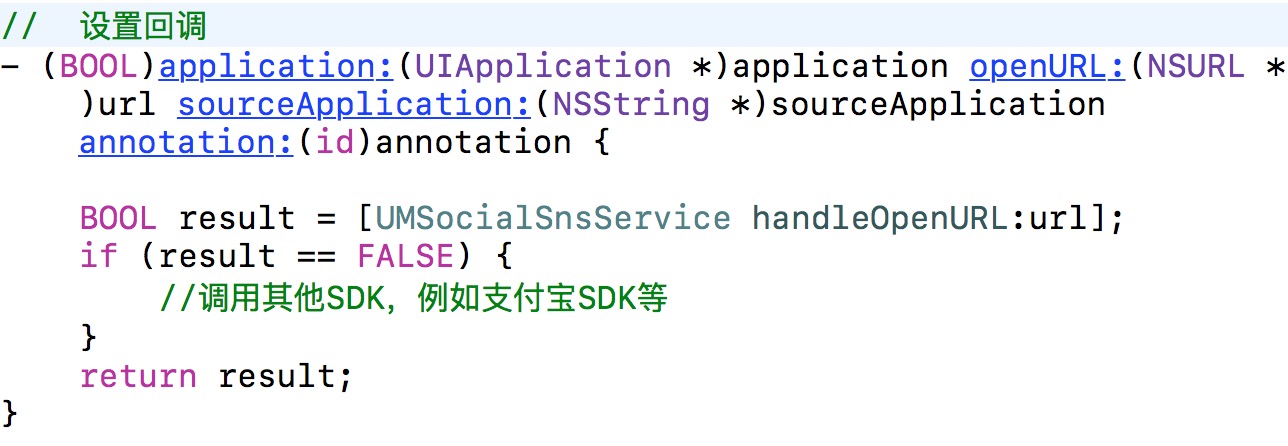 //  设置回调
- (BOOL)application:(UIApplication *)application openURL:(NSURL *
)url sourceApplication:(NSString *)sourceApplication
annotation:(id)annotation {
BOOL result = [UMSocialSnsService handleOpenURL:url];
if (result == FALSE) {
//调用其他SDK，例如支付宝SDK等
}
return result;
}